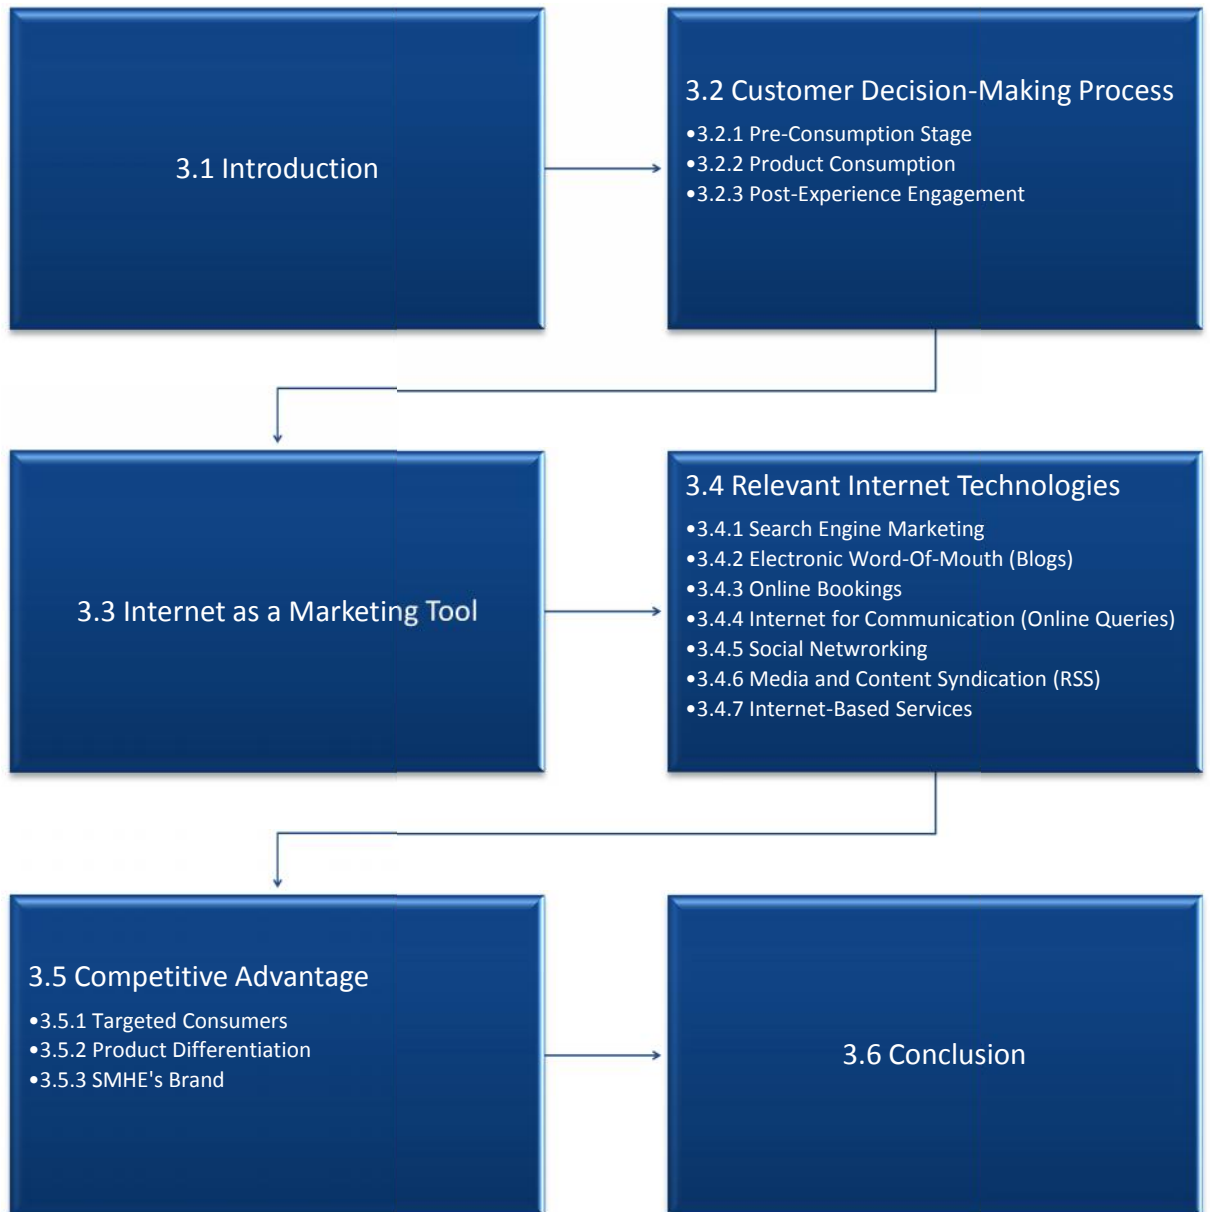 3.1 Introduction
3.2 Customer Decision-Making Process
•3.2.1 Pre-Consumption Stage
•3.2.2 Product Consumption
•3.2.3 Post-Experience Engagement
3.3 Internet as a Marketing Tool
3.4 Relevant Internet Technologies
•3.4.1 Search Engine Marketing
•3.4.2 Electronic Word-Of-Mouth (Blogs)
•3.4.3 Online Bookings
•3.4.4 Internet for Communication (Online Queries)
•3.4.5 Social Netwrorking
•3.4.6 Media and Content Syndication (RSS)
•3.4.7 Internet-Based Services
3.5 Competitive Advantage
•3.5.1 Targeted Consumers
•3.5.2 Product Differentiation
•3.5.3 SMHE's Brand
3.6 Conclusion